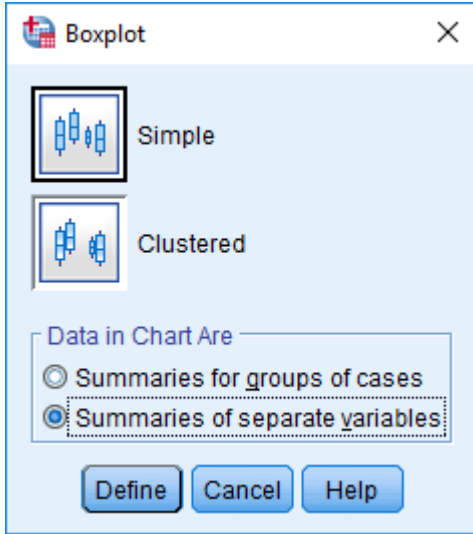 Boxplot
Simple
Clustered
Data in Chart Are
Summaries for groups of cases
Summaries of separate variables
Define Cancel Help